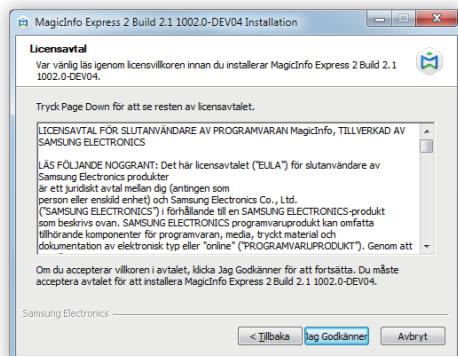 MagicInfo Express 2 Build 2.1 1002.0-DEV04 Installation
Licensavtal
Var vänlig läs igenom licensvillkoren innan du installerar MagicInfo Express 2 Build 2.1
1002.0-DEV04.
Tryck Page Down för att se resten av licensavtalet.
LICENSAVTAL FÖR SLUTANVÄNDARE AV PROGRAMVARAN MagicInfo, TILLVERKAD AV
SAMSUNG ELECTRONICS
LÄS FÖLJANDE NOGGRANT: Det här licensavtalet ("EULA") för slutanvändare av
Samsung Electronics produkter
är ett juridiskt avtal mellan dig (antingen som
person eller enskild enhet) och Samsung Electronics Co., Ltd.
("SAMSUNG ELECTRONICS") i förhållande till en SAMSUNG ELECTRONICS-produkt
som beskrivs ovan. SAMSUNG ELECTRONICS programvaruprodukt kan omfatta
tillhörande komponenter för programvaran, media, tryckt material och
dokumentation av elektronisk typ eller "online" ("PROGRAMVARUPRODUKT"). Genom att
Om du accepterar villkoren i avtalet, klicka Jag Godkänner för att fortsätta. Du måste
acceptera avtalet för att installera MagicInfo Express 2 Build 2.1 1002.0-DEV04.
Samsung Electronics
< Tillbaka Jag Godkänner Avbryt